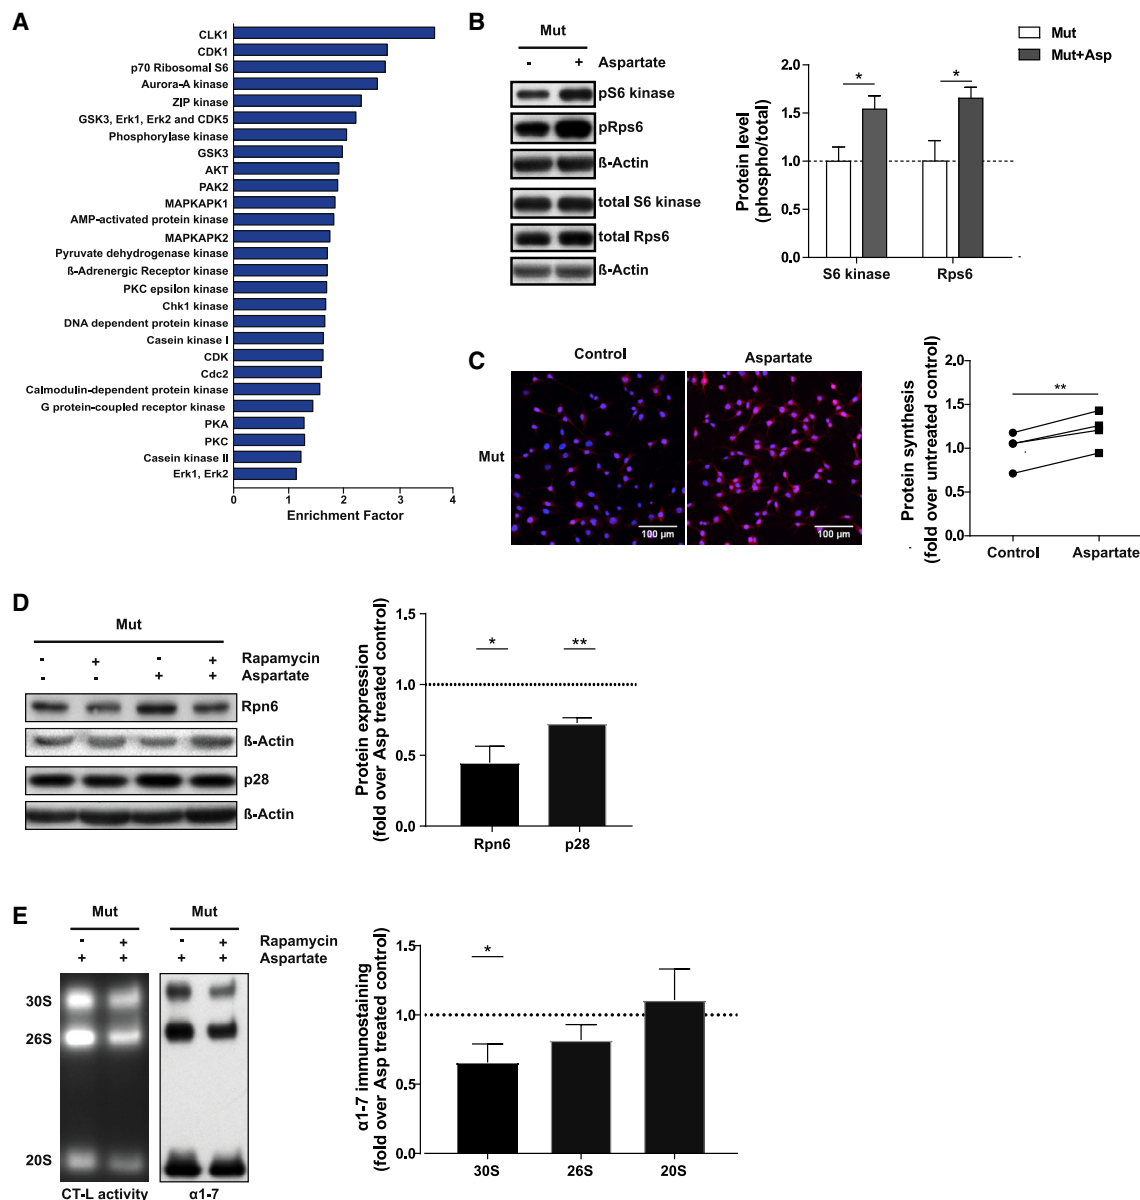 A
CLK1
CDK1
p70 Ribosomal S6
Aurora-A kinase
ZIP kinase
GSK3, Erk1, Erk2 and CDK5
Phosphorylase kinase
GSK3
AKT
PAK2
MAPKAPK1
AMP-activated protein kinase
MAPKAPK2
Pyruvate dehydrogenase kinase
ß-Adrenergic Receptor kinase
PKC epsilon kinase
Chk1 kinase
DNA dependent protein kinase
Casein kinase I
CDK
Cdc2
Calmodulin-dependent protein kinase
G protein-coupled receptor kinase
PKA
PKC
Casein kinase II
Erk1, Erk2
0 1 2 3 4
Enrichment Factor
B
Mut
- + Aspartate
pS6 kinase
pRps6
ß-Actin
total S6 kinase
total Rps6
ß-Actin
Mut
Mut+Asp
Protein level
(phospho/total)
2.0
1.5
1.0
0.5
0.0
* *
S6 kinase Rps6
C
Control Aspartate
Mut
100 µm 100 µm
Protein synthesis
(fold over untreated control)
2.0
1.5
1.0
0.5
0.0
**
Control Aspartate
D
Mut
- + - + Rapamycin
- - + + Aspartate
Rpn6
ß-Actin
p28
ß-Actin
Protein expression
(fold over Asp treated control)
1.5
1.0
0.5
0.0
* **
Rpn6 p28
E
Mut Mut
- + - + Rapamycin
+ + + + Aspartate
30S
26S
20S
CT-L activity α1-7
α1-7 immunostaining
(fold over Asp treated control)
1.5
1.0
0.5
0.0
*
30S 26S 20S